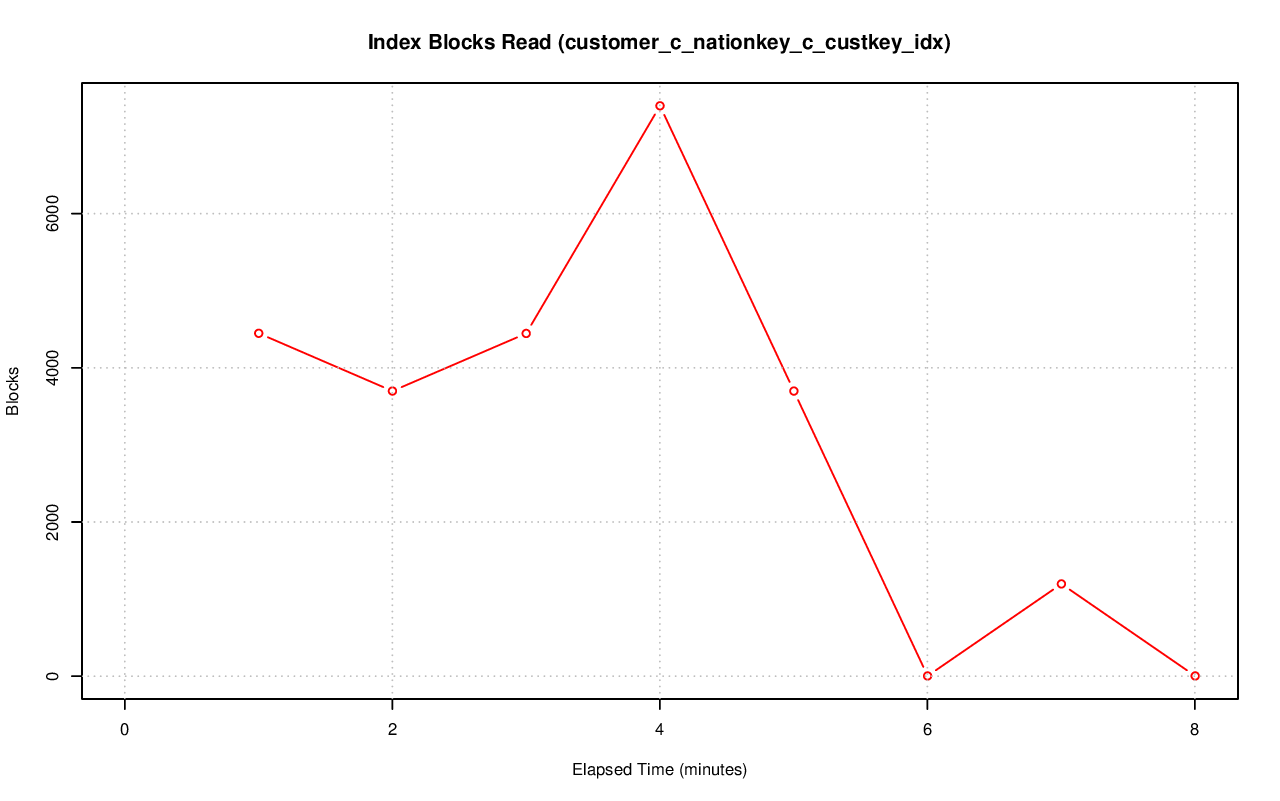 Index Blocks Read (customer_c_nationkey_c_custkey_idx)
Blocks
6000
4000
2000
0
0 2 4 6 8
Elapsed Time (minutes)